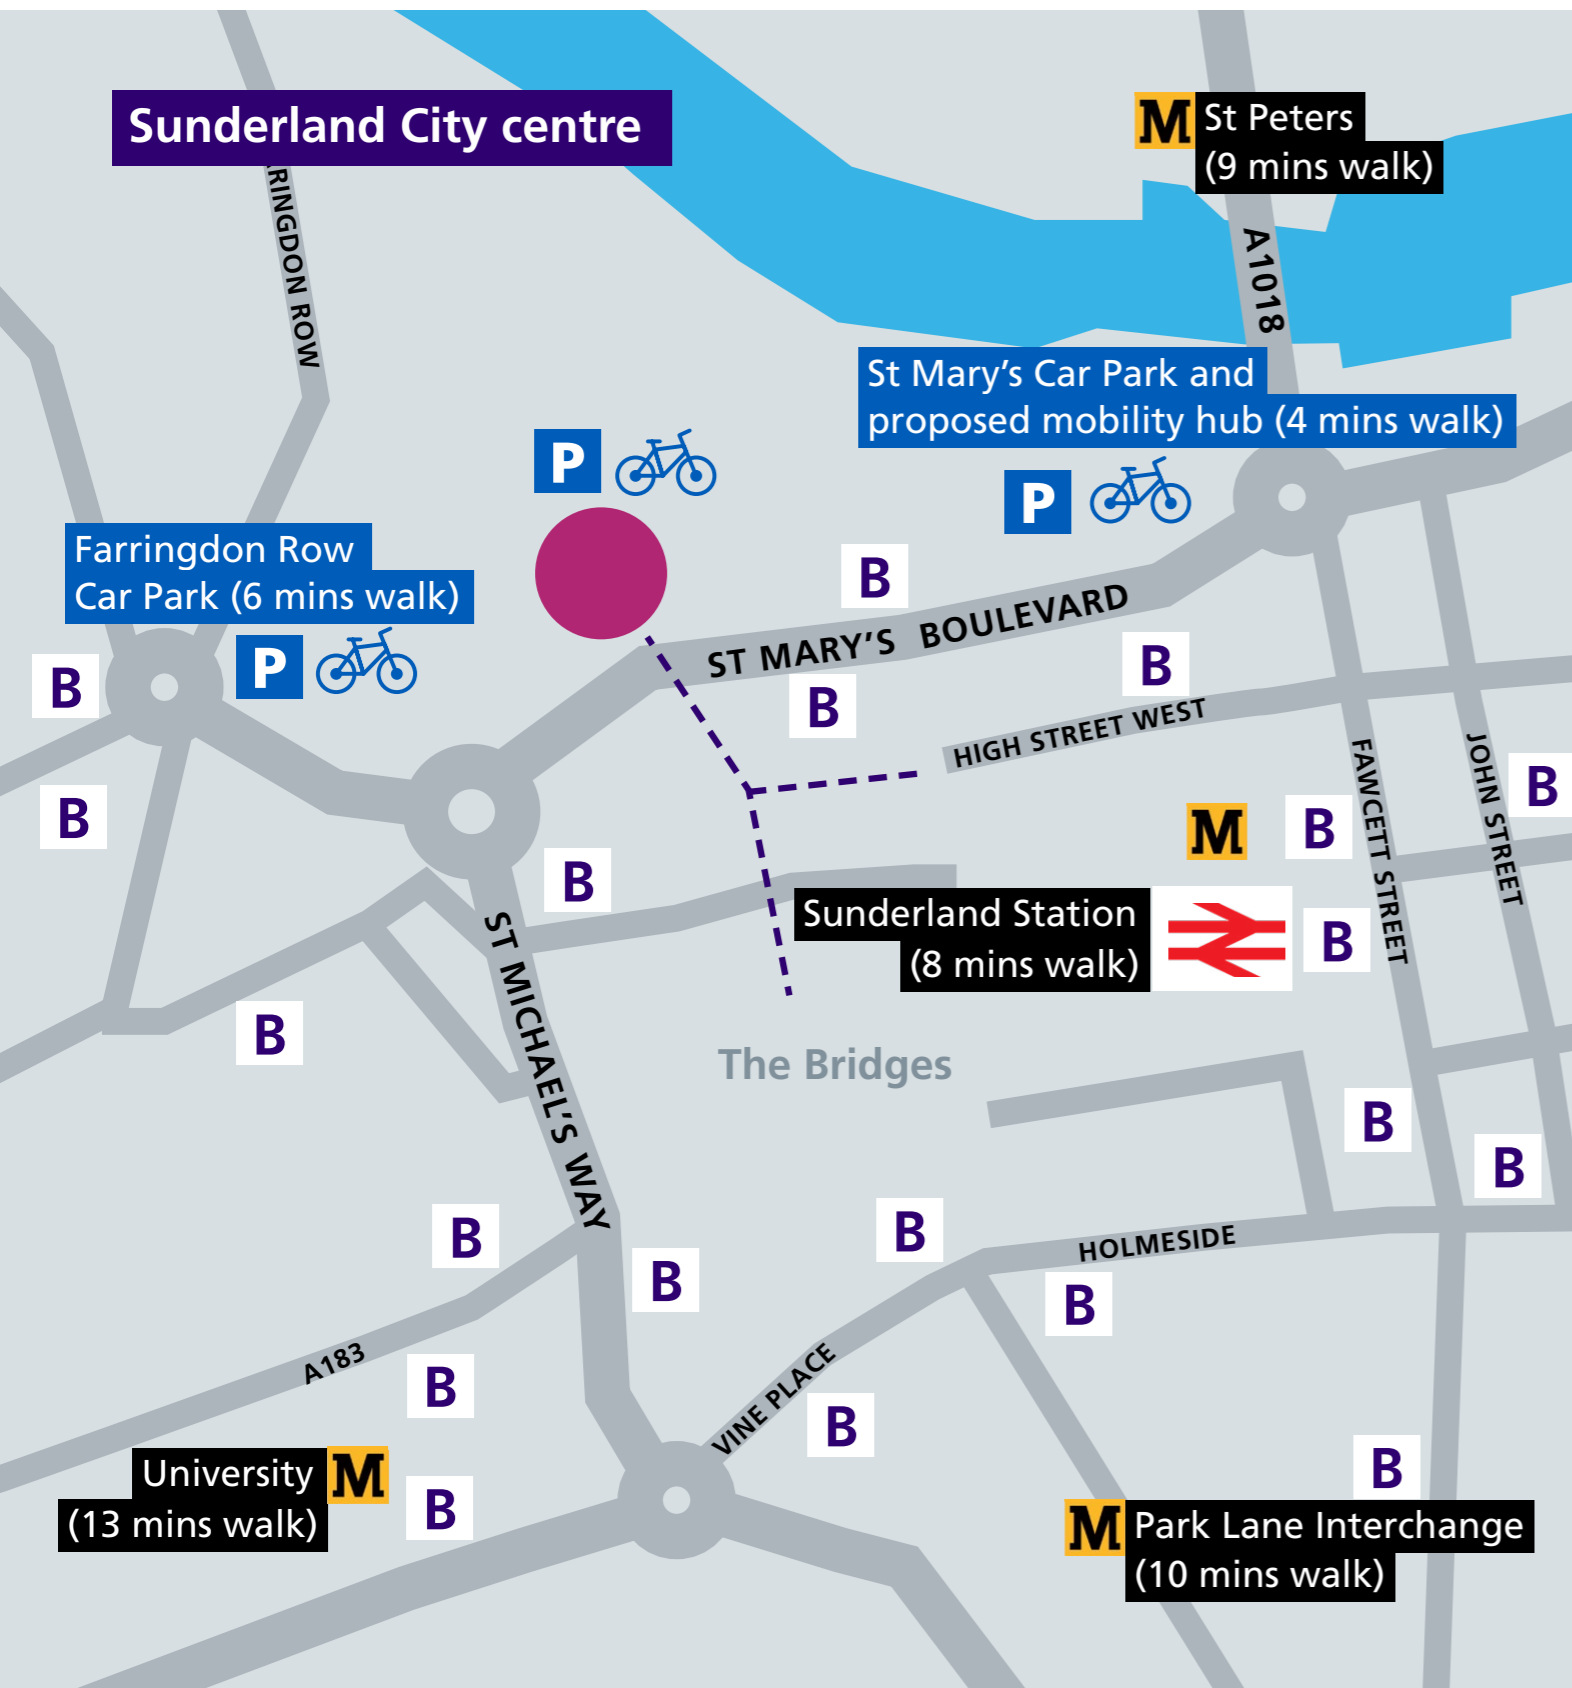 Sunderland City centre
M St Peters
(9 mins walk)
RINGDON ROW
A1018
St Mary’s Car Park and
proposed mobility hub (4 mins walk)
P
P
Farringdon Row
Car Park (6 mins walk)
P
B
ST MARY’S BOULEVARD
B
B
B
HIGH STREET WEST
FAWCETT STREET
JOHN STREET
B
B
M
B
B
Sunderland Station
(8 mins walk)
B
ST MICHAEL’S WAY
B
The Bridges
B
B
B
B
HOLMESIDE
B
B
A183
VINE PLACE
B
B
University M
(13 mins walk)
B
B
M Park Lane Interchange
(10 mins walk)